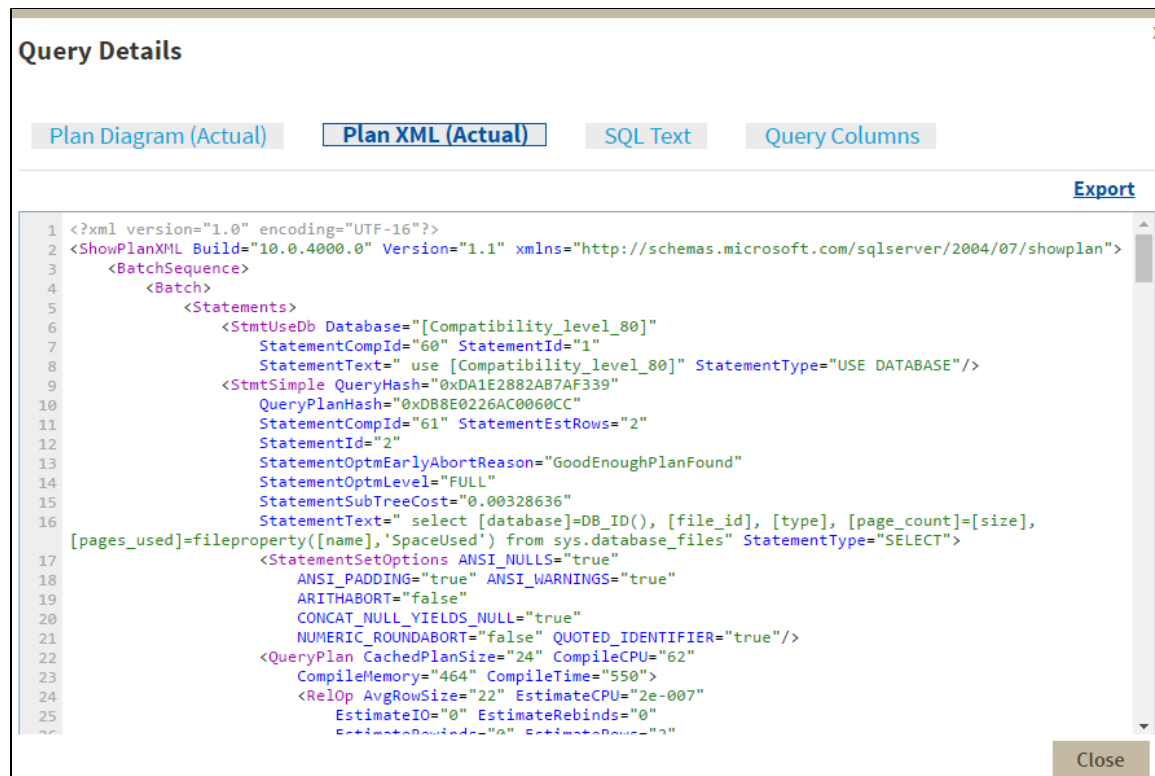 Query Details
Plan Diagram (Actual) Plan XML (Actual) SQL Text Query Columns
Export
1 <?xml version="1.0" encoding="UTF-16"?>
2 <ShowPlanXML Build="10.0.4000.0" Version="1.1" xmlns="http://schemas.microsoft.com/sqlserver/2004/07/showplan">
3 <BatchSequence>
4 <Batch>
5 <Statements>
6 <StmtUseDb Database="[Compatibility_level_80]"
7 StatementCompId="60" StatementId="1"
8 StatementText=" use [Compatibility_level_80]" StatementType="USE DATABASE"/>
9 <StmtSimple QueryHash="0xDA1E2882AB7AF339"
10 QueryPlanHash="0xDB8E0226AC0060CC"
11 StatementCompId="61" StatementEstRows="2"
12 StatementId="2"
13 StatementOptmEarlyAbortReason="GoodEnoughPlanFound"
14 StatementOptmLevel="FULL"
15 StatementSubTreeCost="0.00328636"
16 StatementText=" select [database]=DB_ID(), [file_id], [type], [page_count]=[size],
[pages_used]=fileproperty([name],'SpaceUsed') from sys.database_files" StatementType="SELECT">
17 <StatementSetOptions ANSI_NULLS="true"
18 ANSI_PADDING="true" ANSI_WARNINGS="true"
19 ARITHABORT="false"
20 CONCAT_NULL_YIELDS_NULL="true"
21 NUMERIC_ROUNDABORT="false" QUOTED_IDENTIFIER="true"/>
22 <QueryPlan CachedPlanSize="24" CompileCPU="62"
23 CompileMemory="464" CompileTime="550">
24 <RelOp AvgRowSize="22" EstimateCPU="2e-007"
25 EstimateIO="0" EstimateRebinds="0"
26 EstimateRewinds="0" EstimateRows="2"
Close